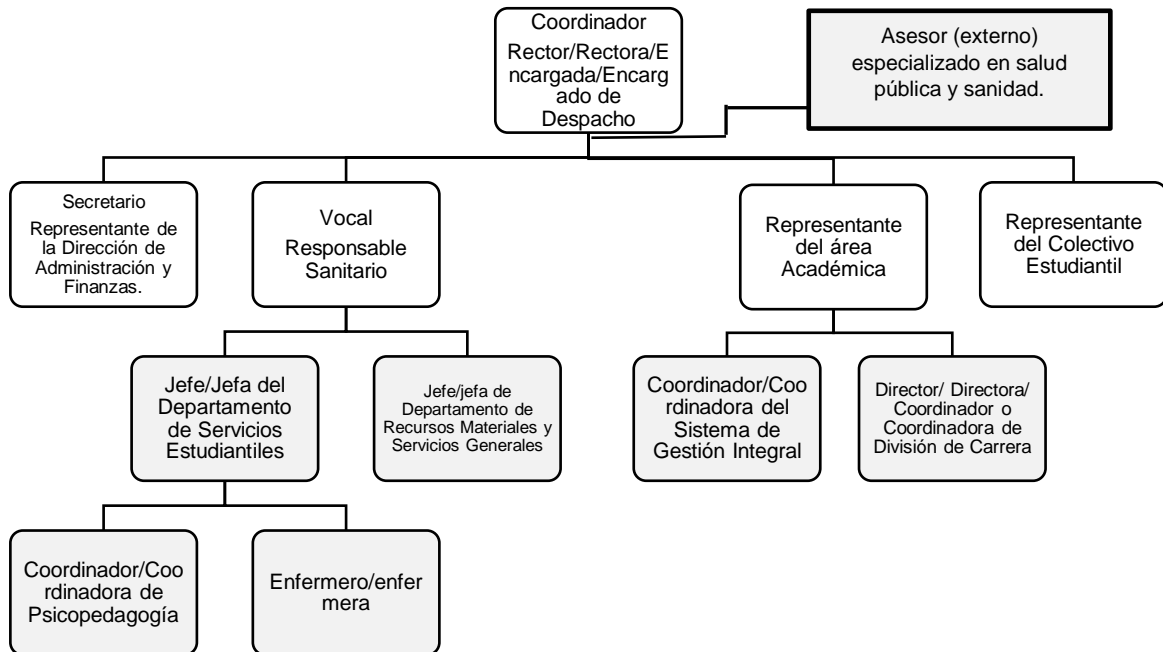 Coordinador
Rector/Rectora/E
ncargada/Encarg
ado de
Despacho
Asesor (externo)
especializado en salud
pública y sanidad.
Secretario
Representante de
la Dirección de
Administración y
Finanzas.
Vocal
Responsable
Sanitario
Representante
del área
Académica
Representante
del Colectivo
Estudiantil
Jefe/Jefa del
Departamento
de Servicios
Estudiantiles
Jefe/jefa de
Departamento de
Recursos Materiales y
Servicios Generales
Coordinador/Coo
rdinadora del
Sistema de
Gestión Integral
Director/ Directora/
Coordinador o
Coordinadora de
División de Carrera
Coordinador/Coo
rdinadora de
Psicopedagogía
Enfermero/enfer
mera